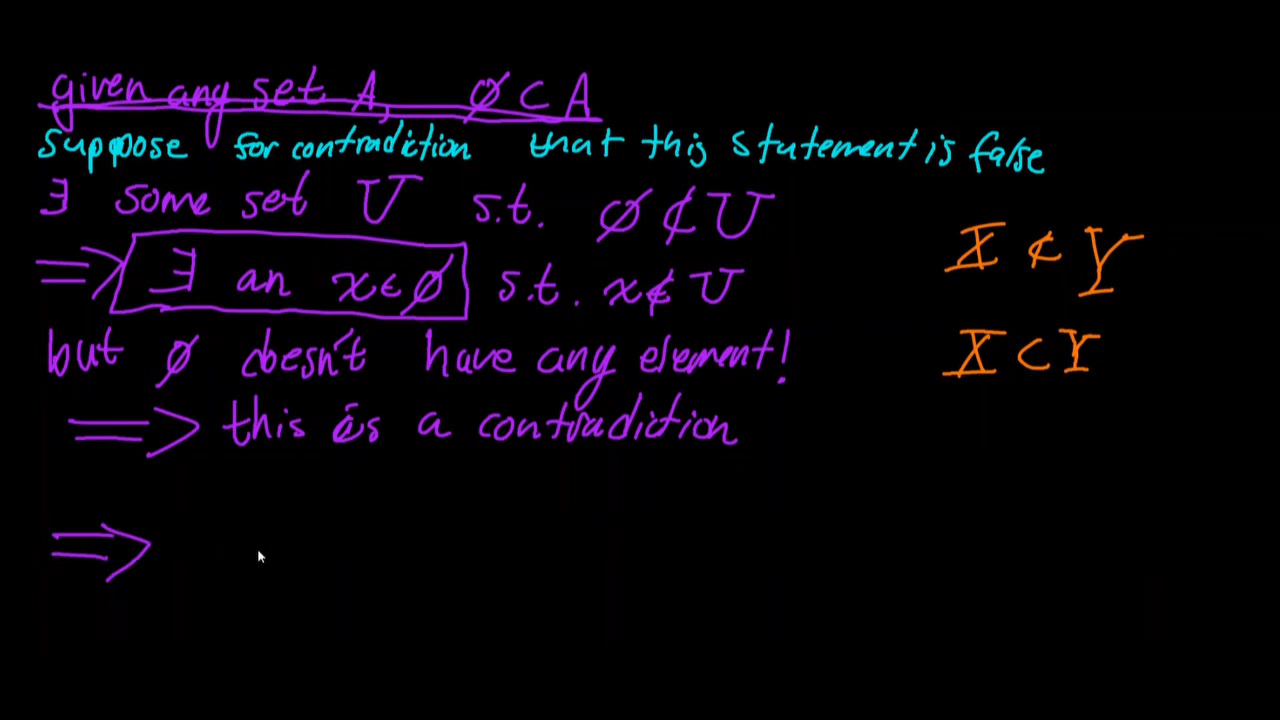 given any set A, ∅ ⊂ A
Suppose for contradiction that this statement is false
∃ some set U s.t. ∅ ⊄ U
⇒ ∃ an x ∈ ∅ s.t. x ∉ U
X ⊄ Y
but ∅ doesn't have any element!
X ⊂ Y
⇒ this is a contradiction
⇒